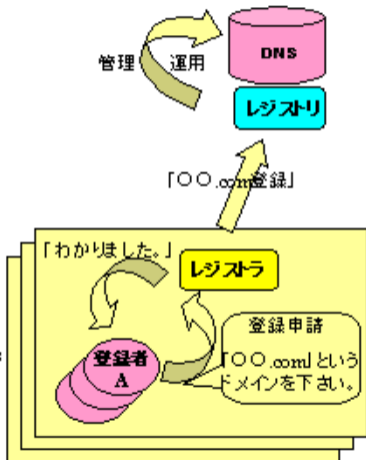 DNS
管理 運用
レジストリ
「〇〇.com登録」
「わかりました。」
レジストラ
登録者
A
登録申請
「〇〇.com」という
ドメインを下さい。